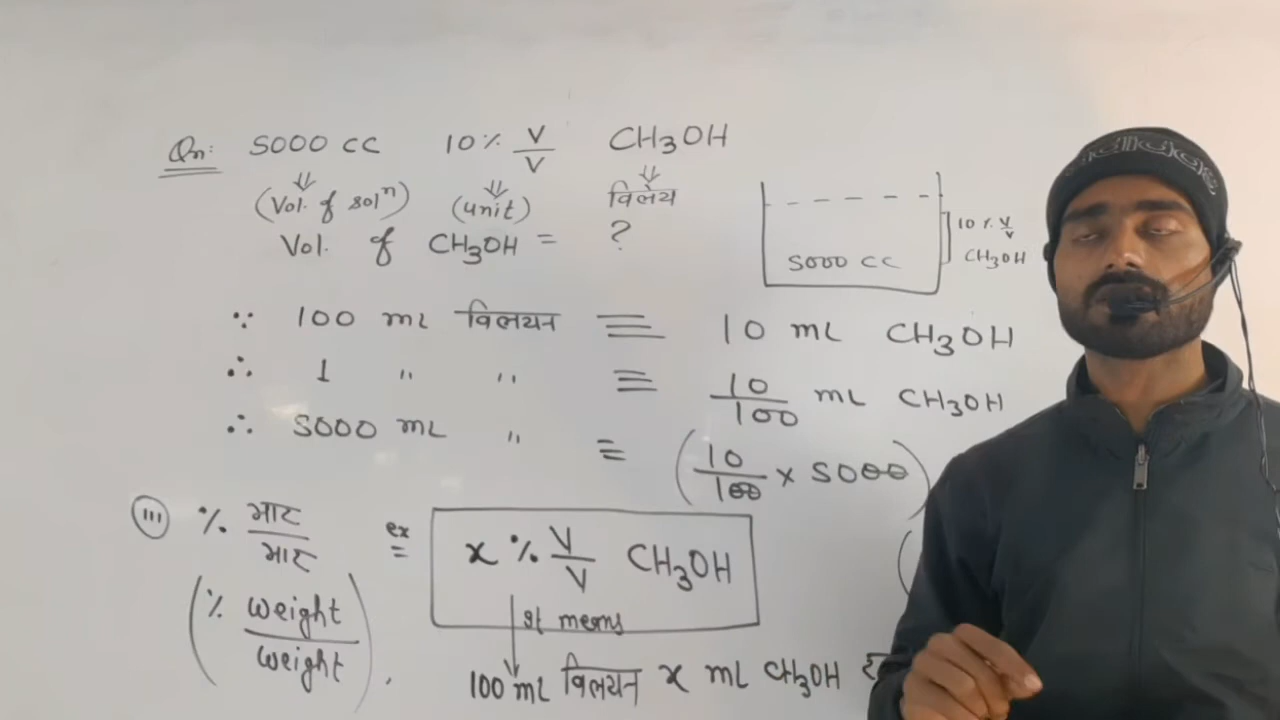 Qn: 5000 CC 10% V/V CH3OH
⇓ ⇓ ⇓
(Vol. of solⁿ) (unit) विलेय
Vol. of CH3OH = ?
5000 CC
10% V/V
CH3OH
∵ 100 mL विलयन ≡ 10 mL CH3OH
∴ 1 " " ≡ 10/100 mL CH3OH
∴ 5000 mL " ≡ (10/100 × 5000)
(iii) % भार/भार ex = x % V/V CH3OH
(% weight/weight)
It means
100 mL विलयन x mL CH3OH
adidas